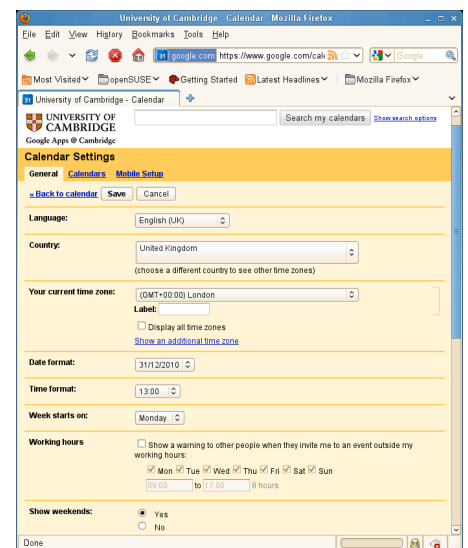 University of Cambridge - Calendar - Mozilla Firefox
File Edit View History Bookmarks Tools Help
31 google.com https://www.google.com/cale Google
Most Visited openSUSE Getting Started Latest Headlines Mozilla Firefox
31 University of Cambridge - Calendar
UNIVERSITY OF
CAMBRIDGE
Google Apps @ Cambridge
Search my calendars Show search options
Calendar Settings
General Calendars Mobile Setup
« Back to calendar Save Cancel
Language: English (UK)
Country: United Kingdom
(choose a different country to see other time zones)
Your current time zone: (GMT+00:00) London
Label:
Display all time zones
Show an additional time zone
Date format: 31/12/2010
Time format: 13:00
Week starts on: Monday
Working hours Show a warning to other people when they invite me to an event outside my
working hours:
Mon Tue Wed Thu Fri Sat Sun
09:00 to 17:00 8 hours
Show weekends: Yes
No
Done